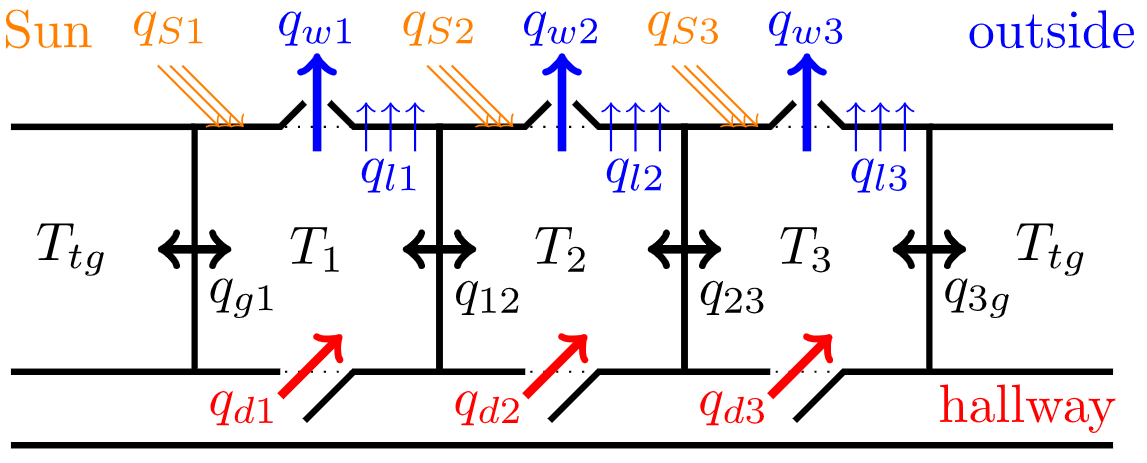 Sun q_{S1} q_{w1} q_{S2} q_{w2} q_{S3} q_{w3} outside
q_{l1} q_{l2} q_{l3}
T_{tg} T_1 T_2 T_3 T_{tg}
q_{g1} q_{12} q_{23} q_{3g}
q_{d1} q_{d2} q_{d3} hallway